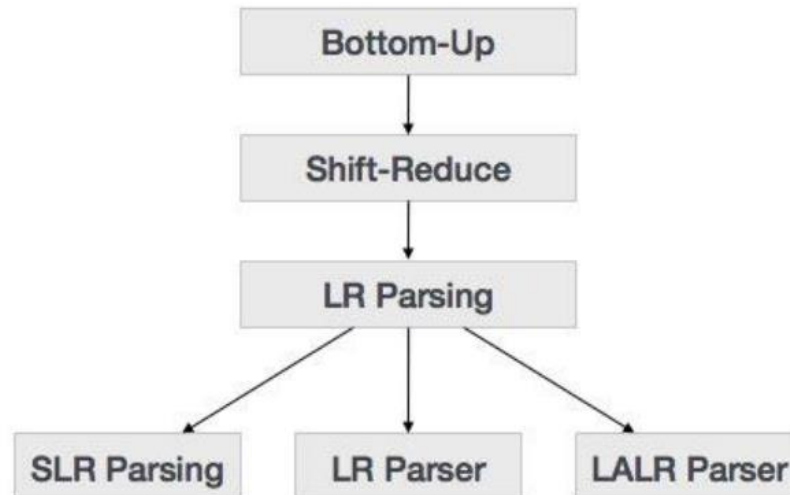 Bottom-Up
Shift-Reduce
LR Parsing
SLR Parsing
LR Parser
LALR Parser